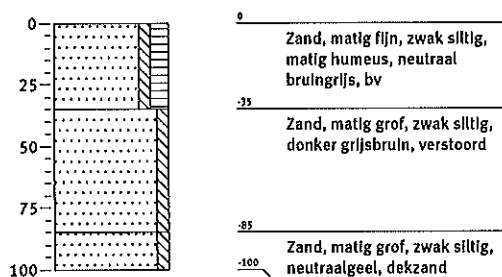 0
25
50
75
100
0
Zand, matig fijn, zwak siltig,
matig humeus, neutraal
bruingrijs, bv
-35
Zand, matig grof, zwak siltig,
donker grijsbruin, verstoord
-85
Zand, matig grof, zwak siltig,
-100
neutraalgeel, dekzand